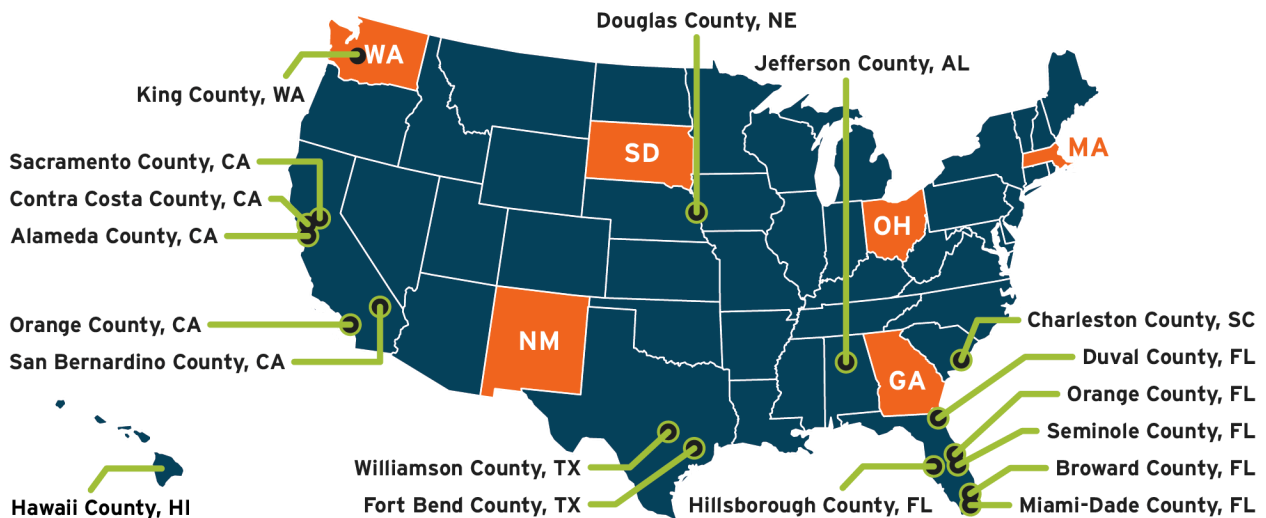 Douglas County, NE
WA
Jefferson County, AL
King County, WA
SD
MA
Sacramento County, CA
Contra Costa County, CA
Alameda County, CA
OH
Orange County, CA
San Bernardino County, CA
NM
GA
Charleston County, SC
Duval County, FL
Orange County, FL
Seminole County, FL
Williamson County, TX
Broward County, FL
Hawaii County, HI
Fort Bend County, TX
Hillsborough County, FL
Miami-Dade County, FL